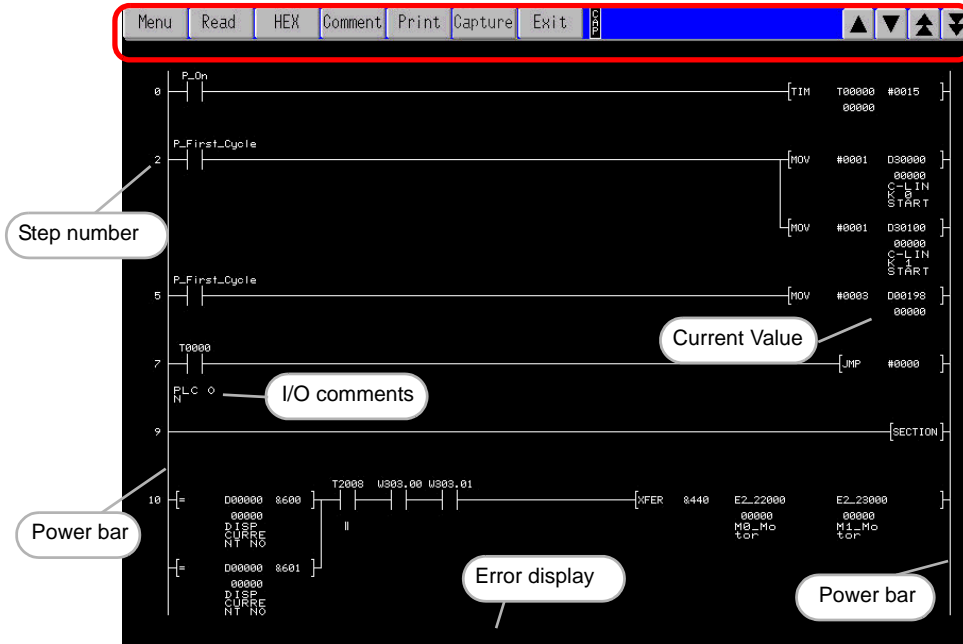 Menu Read HEX Comment Print Capture Exit CAP
P_On
0 TIM T00000 #0015
00000
P_First_Cycle
2 MOV #0001 D30000
00000
C-LIN
K 0
START
Step number
MOV #0001 D30100
00000
C-LIN
K 1
START
P_First_Cycle
5 MOV #0003 D00198
00000
Current Value
T0000
7 JMP #0000
PLC O
N
I/O comments
9 SECTION
T2008 W303.00 W303.01
10 = D00000 &600 XFER &440 E2_22000 E2_23000
00000 00000 00000
DISP M0_Mo M1_Mo
CURRE tor tor
NT NO
Power bar
= D00000 &601
00000
DISP
CURRE
NT NO
Error display
Power bar